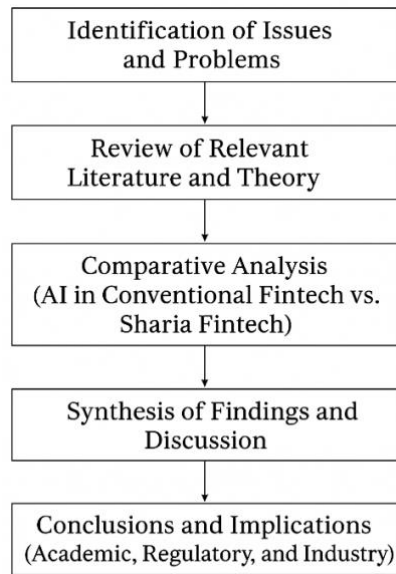 Identification of Issues
and Problems
Review of Relevant
Literature and Theory
Comparative Analysis
(AI in Conventional Fintech vs.
Sharia Fintech)
Synthesis of Findings and
Discussion
Conclusions and Implications
(Academic, Regulatory, and Industry)